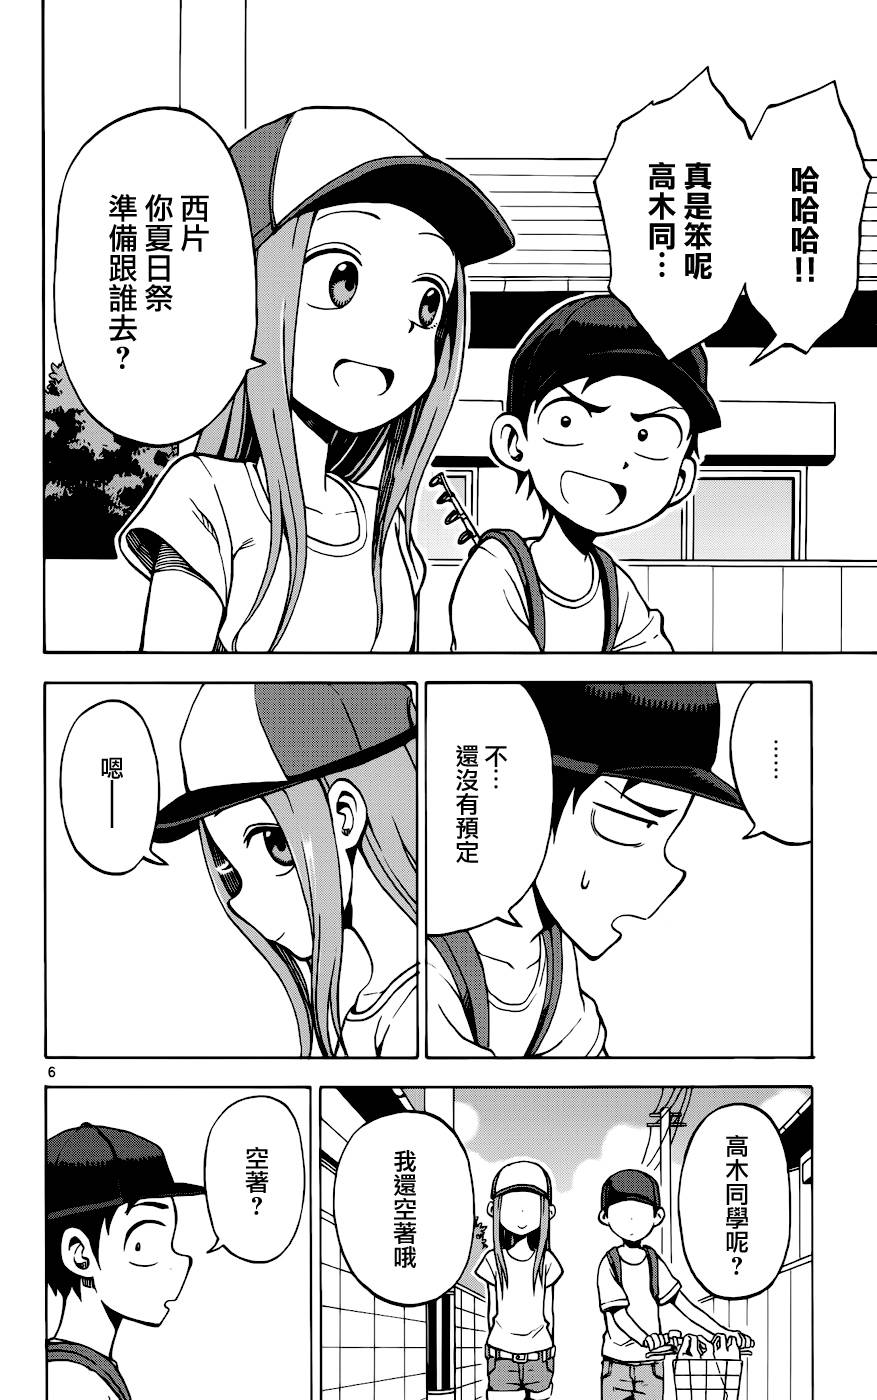 哈哈哈!!
真是笨呢
高木同…
西片
你夏日祭
準備跟誰去?
……
不…
還沒有預定
嗯——
6
高木同學呢?
我還空著哦
空著?